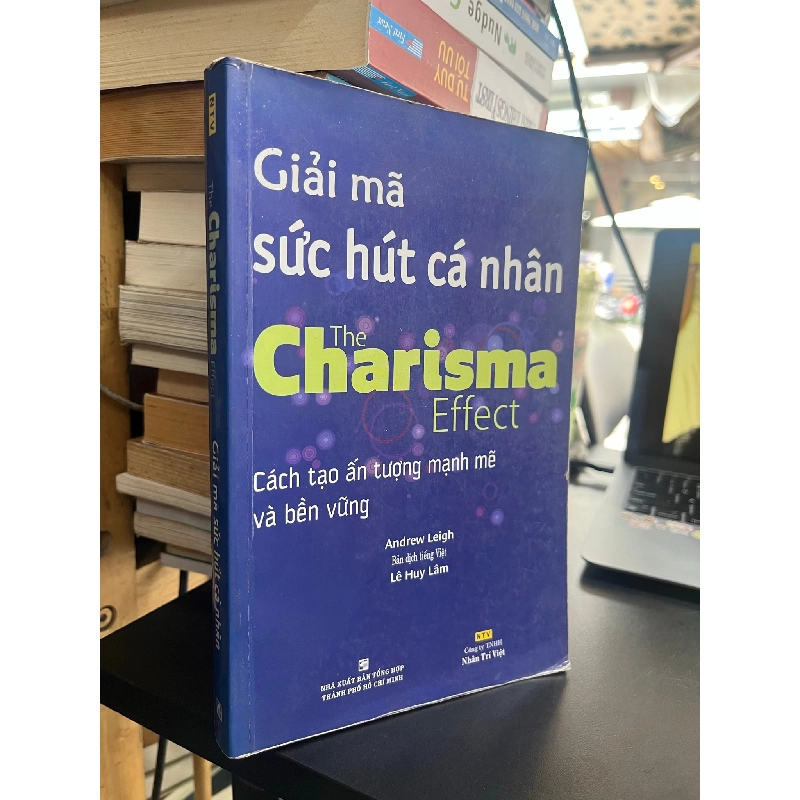 Giải mã
sức hút cá nhân
The
Charisma
Effect
Cách tạo ấn tượng mạnh mẽ
và bền vững
Andrew Leigh
Bản dịch tiếng Việt
Lê Huy Lâm
NHÀ XUẤT BẢN TỔNG HỢP
THÀNH PHỐ HỒ CHÍ MINH
NTV
Công ty TNHH
Nhân Trí Việt
NTV
The Charisma Effect
Giải mã sức hút cá nhân
First News
TƯ DUY
TỐI ƯU
Nudge